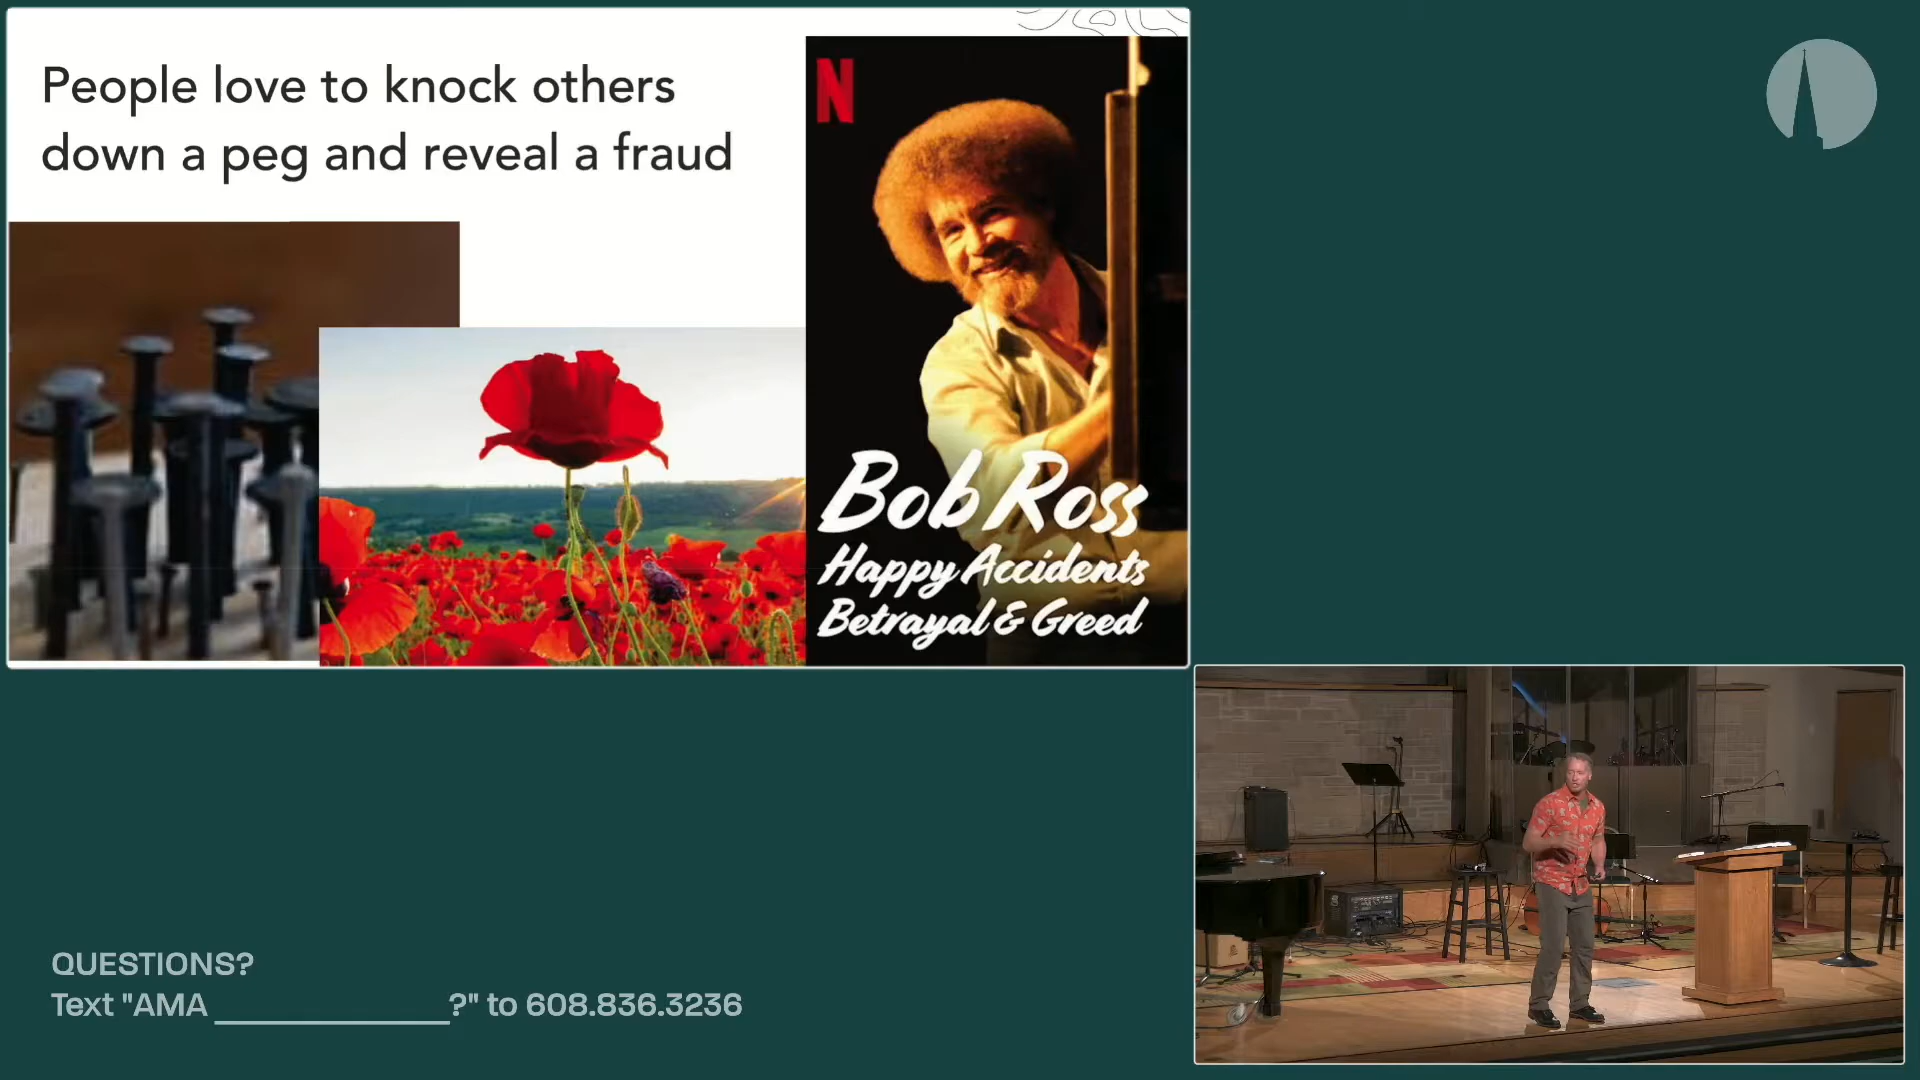 People love to knock others
down a peg and reveal a fraud
N
Bob Ross
Happy Accidents
Betrayal & Greed
QUESTIONS?
Text "AMA ______________?" to 608.836.3236